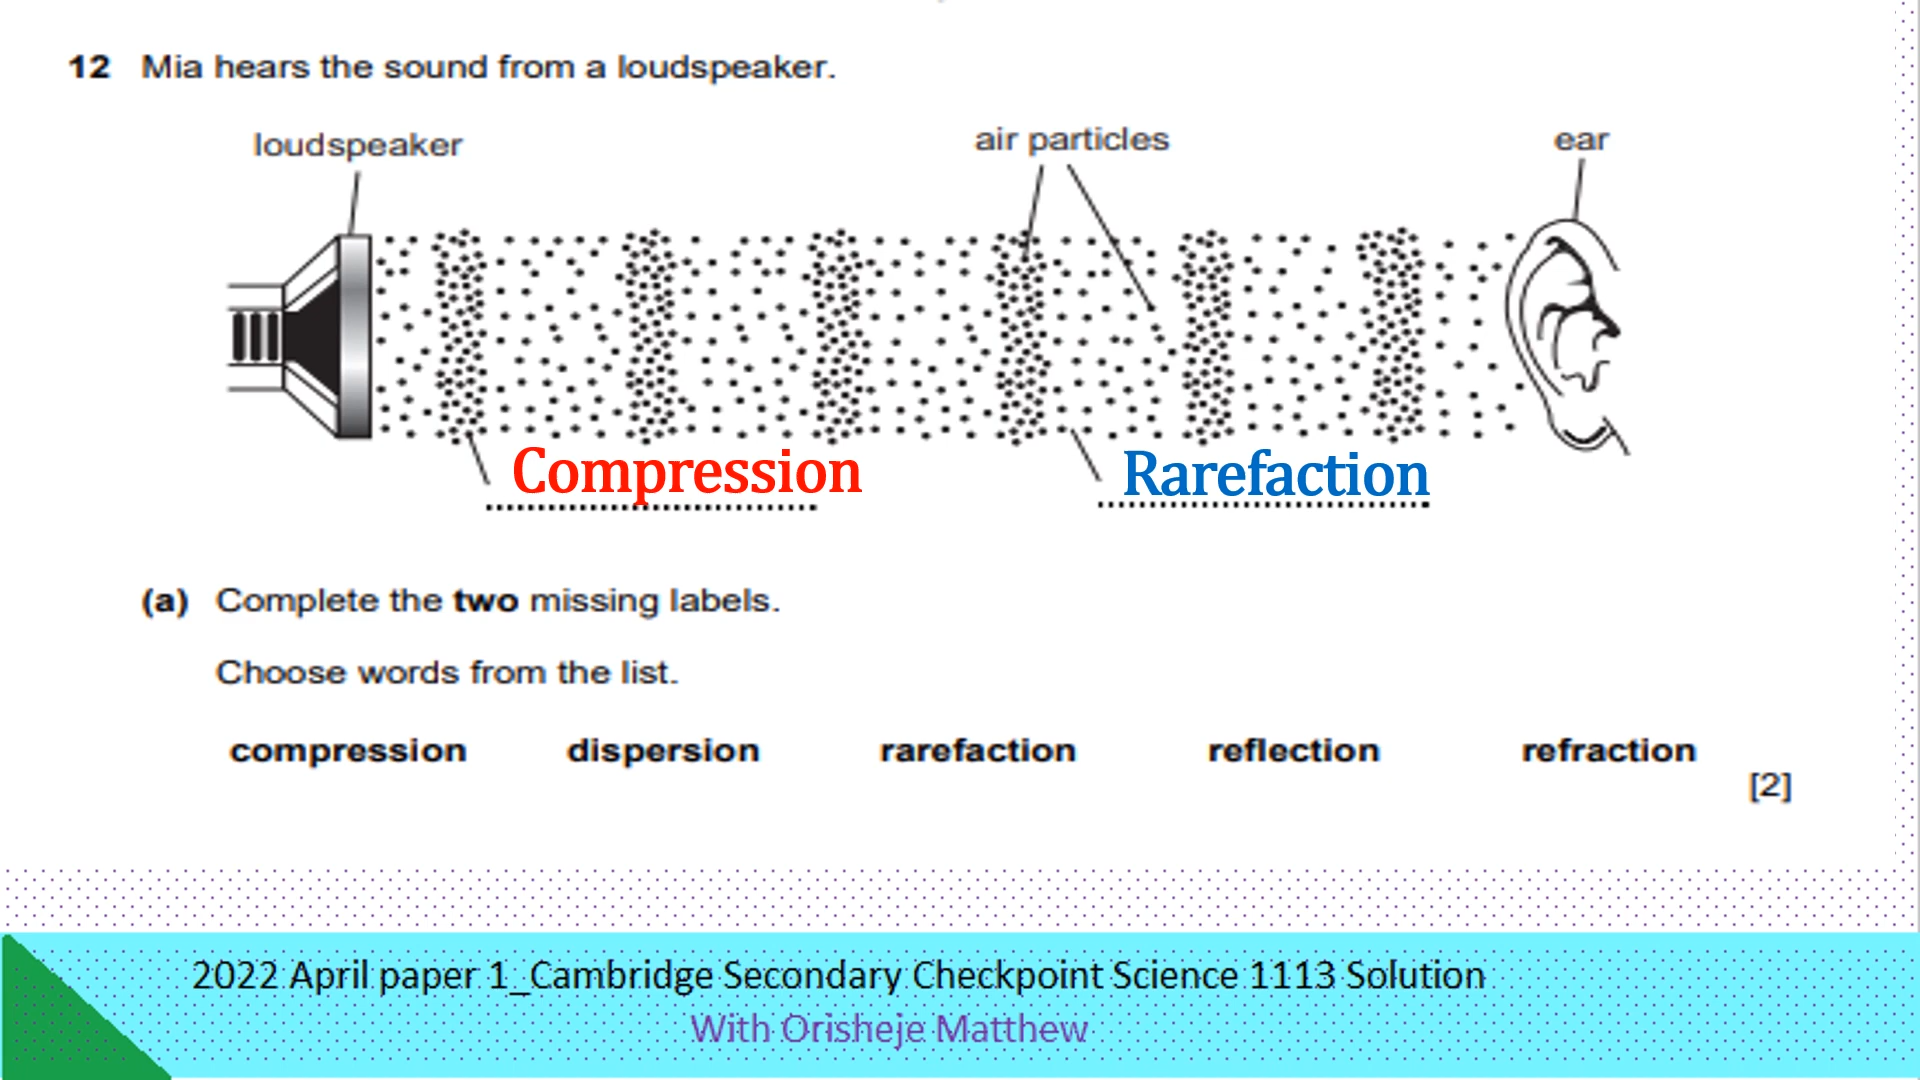 12 Mia hears the sound from a loudspeaker.
loudspeaker air particles ear
Compression Rarefaction
(a) Complete the two missing labels.
Choose words from the list.
compression dispersion rarefaction reflection refraction
[2]
2022 April paper 1_Cambridge Secondary Checkpoint Science 1113 Solution
With Orisheje Matthew